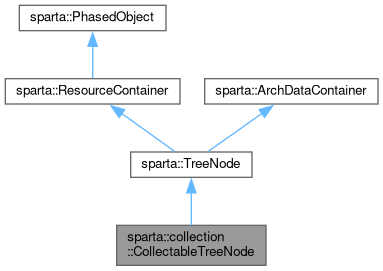 sparta::PhasedObject
sparta::ResourceContainer
sparta::ArchDataContainer
sparta::TreeNode
sparta::collection
::CollectableTreeNode